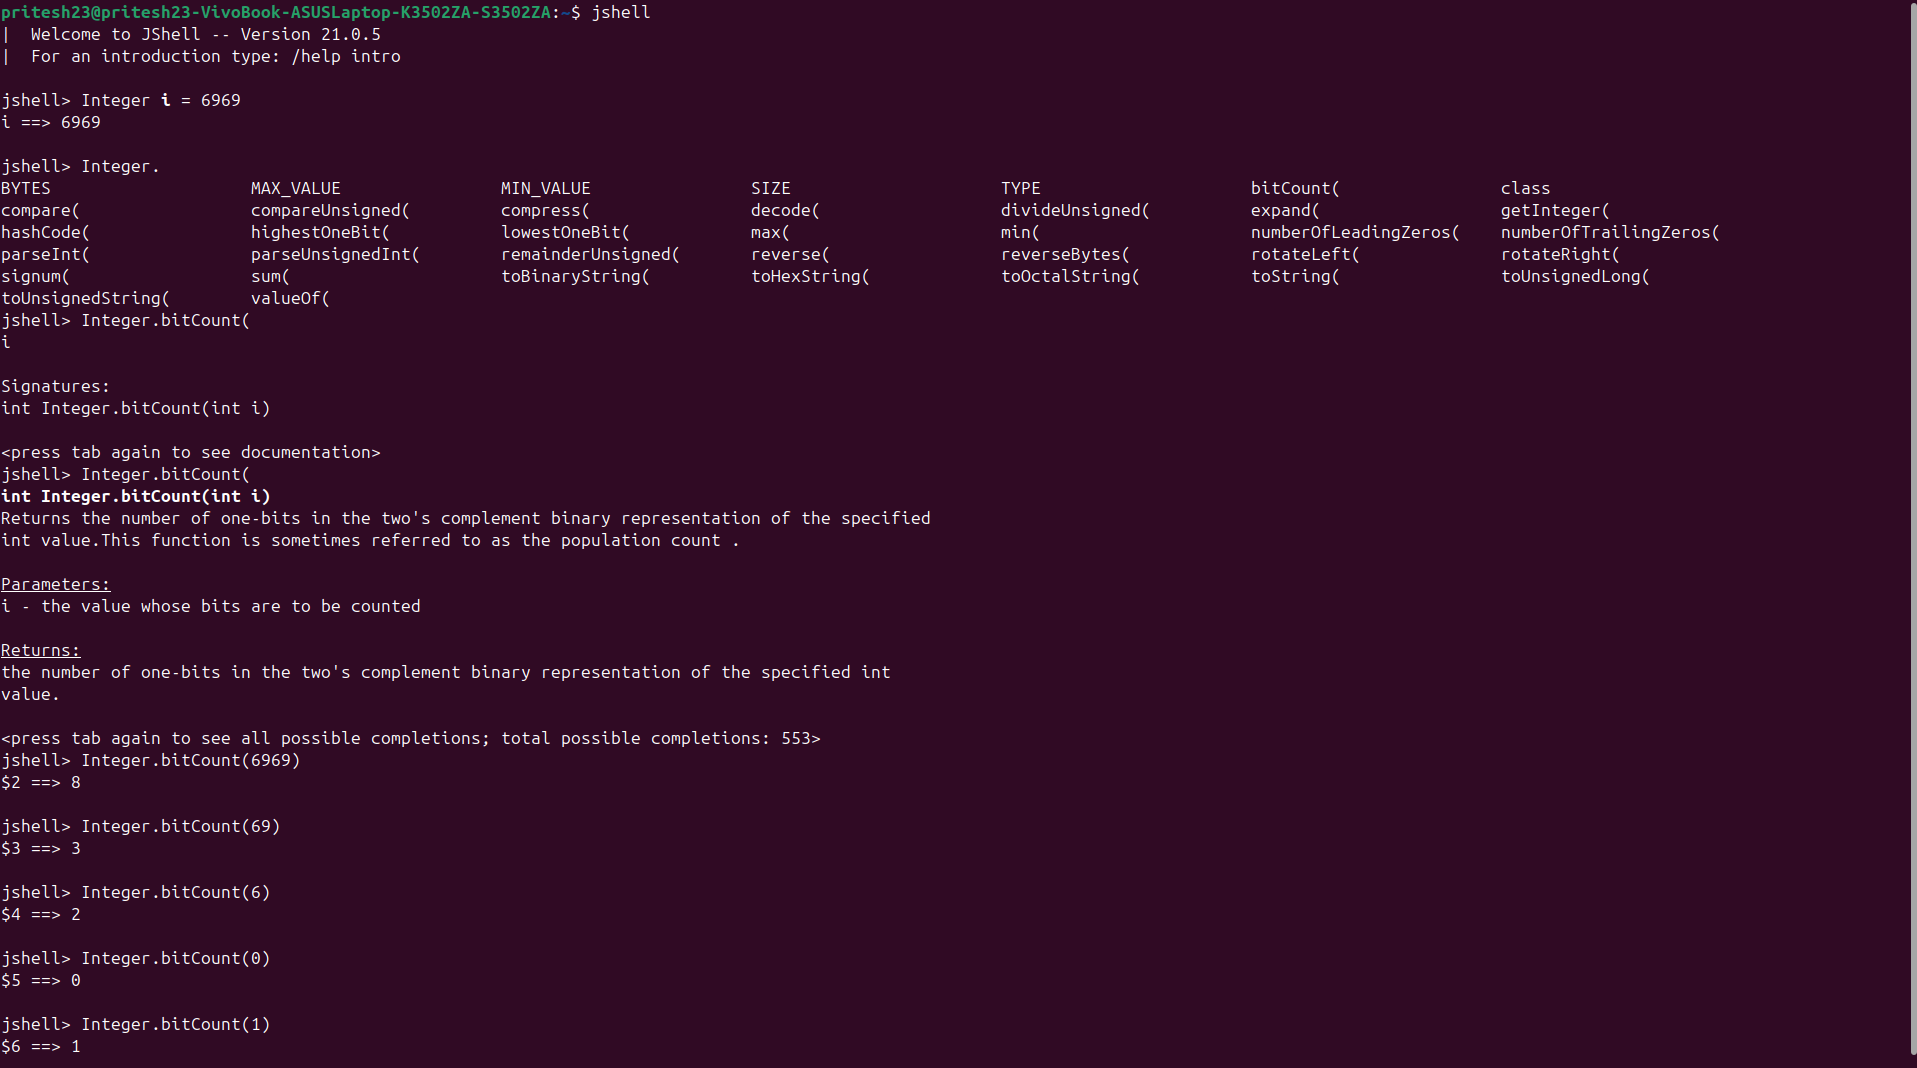 pritesh23@pritesh23-VivoBook-ASUSLaptop-K3502ZA-S3502ZA:~$ jshell
|  Welcome to JShell -- Version 21.0.5
|  For an introduction type: /help intro
jshell> Integer i = 6969
i ==> 6969
jshell> Integer.
BYTES MAX_VALUE MIN_VALUE SIZE TYPE bitCount( class
compare( compareUnsigned( compress( decode( divideUnsigned( expand( getInteger(
hashCode( highestOneBit( lowestOneBit( max( min( numberOfLeadingZeros( numberOfTrailingZeros(
parseInt( parseUnsignedInt( remainderUnsigned( reverse( reverseBytes( rotateLeft( rotateRight(
signum( sum( toBinaryString( toHexString( toOctalString( toString( toUnsignedLong(
toUnsignedString( valueOf(
jshell> Integer.bitCount(
i
Signatures:
int Integer.bitCount(int i)
<press tab again to see documentation>
jshell> Integer.bitCount(
int Integer.bitCount(int i)
Returns the number of one-bits in the two's complement binary representation of the specified
int value.This function is sometimes referred to as the population count .
Parameters:
i - the value whose bits are to be counted
Returns:
the number of one-bits in the two's complement binary representation of the specified int
value.
<press tab again to see all possible completions; total possible completions: 553>
jshell> Integer.bitCount(6969)
$2 ==> 8
jshell> Integer.bitCount(69)
$3 ==> 3
jshell> Integer.bitCount(6)
$4 ==> 2
jshell> Integer.bitCount(0)
$5 ==> 0
jshell> Integer.bitCount(1)
$6 ==> 1